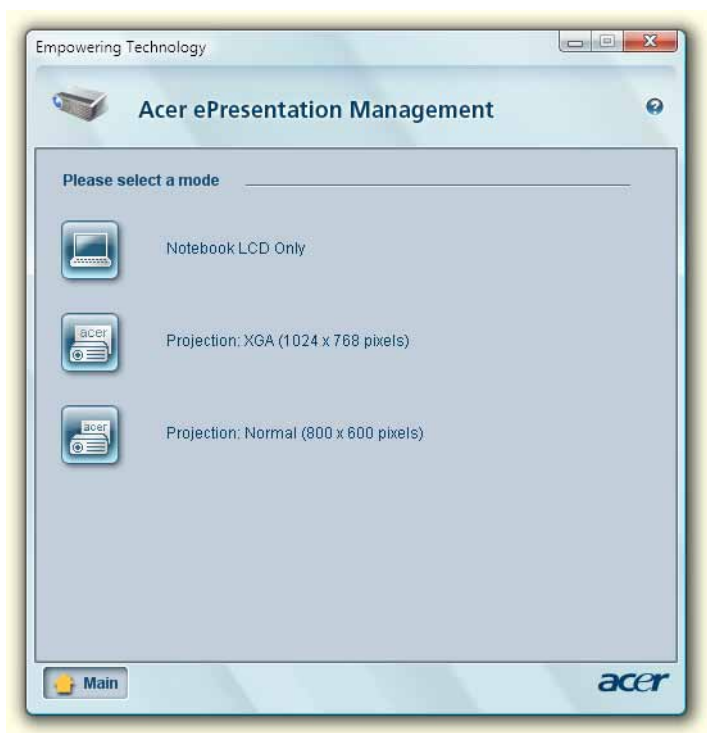 Empowering Technology
Acer ePresentation Management
?
Please select a mode
Notebook LCD Only
acer
Projection: XGA (1024 x 768 pixels)
acer
Projection: Normal (800 x 600 pixels)
Main
acer